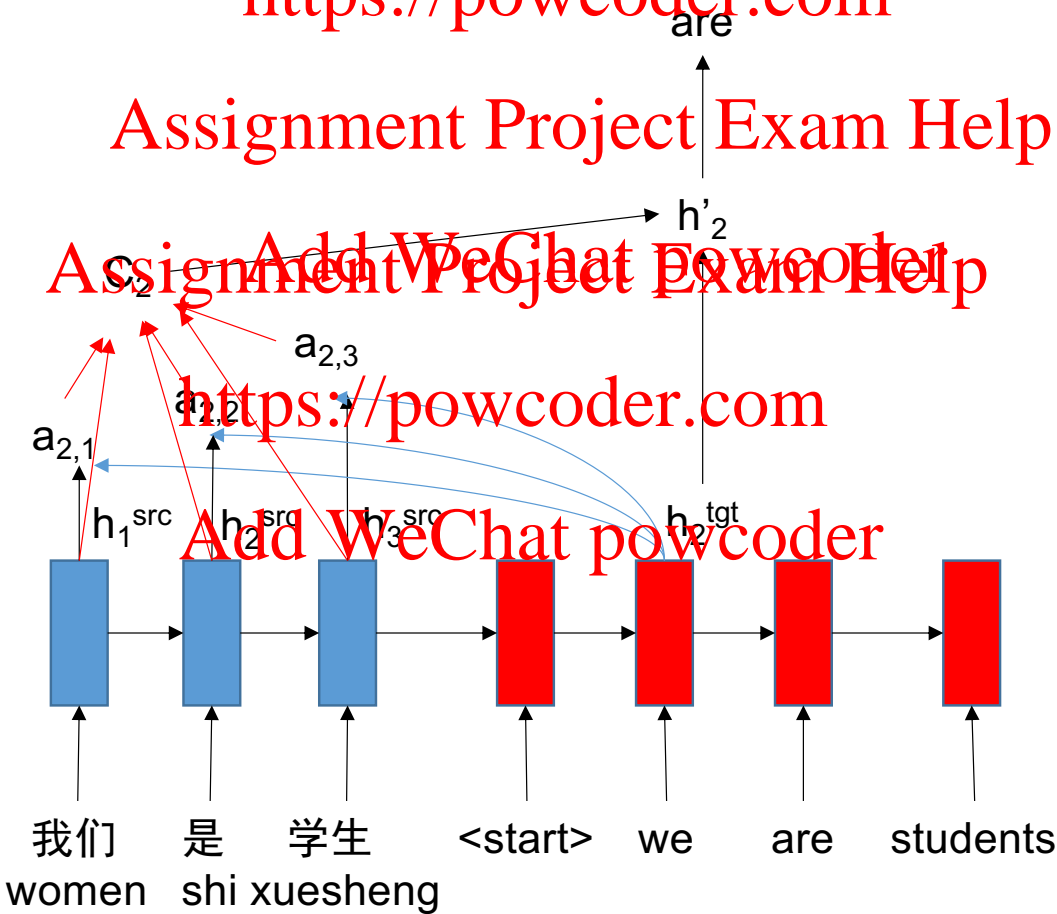 https://powcoder.com
are
Assignment Project Exam Help
h’2
Add WeChat powcoder
Assignment Project Exam Help
C2
a2,3
https://powcoder.com
a2,2
a2,1
h1src h2src h3src h2tgt
Add WeChat powcoder
我们 是 学生 <start> we are students
women shi xuesheng